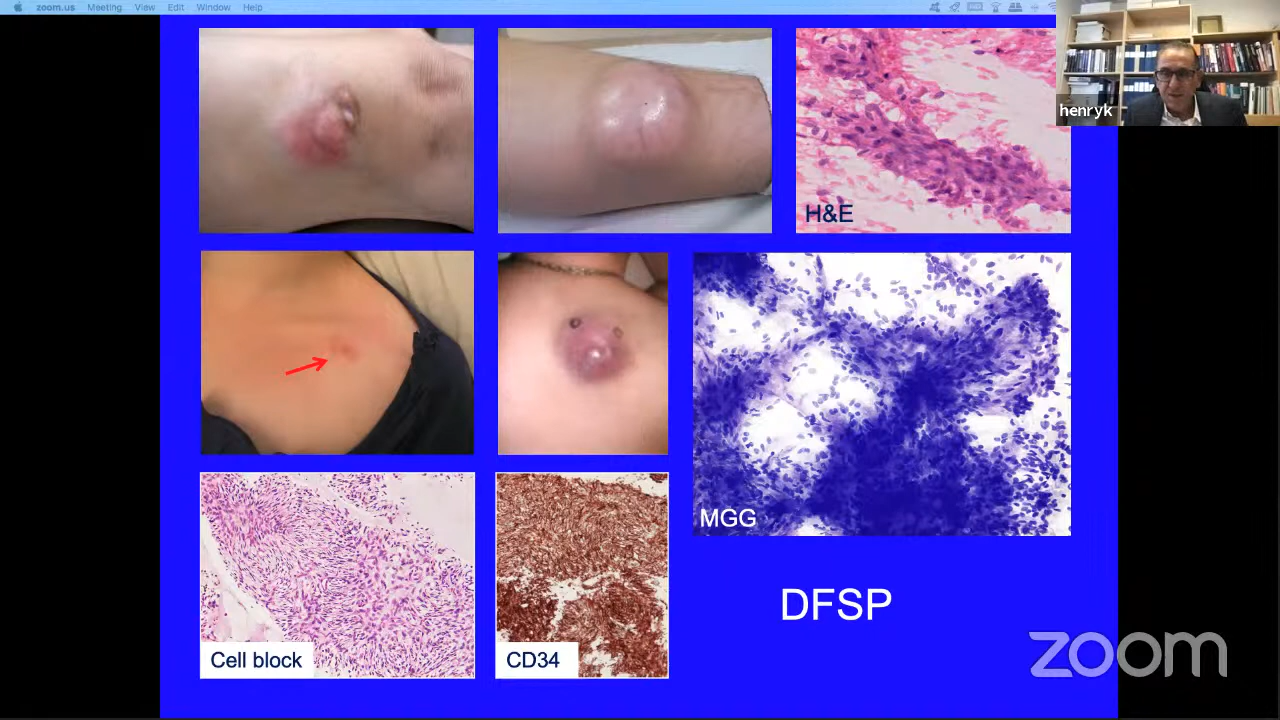 zoom.us Meeting View Edit Window Help
henryk
H&E
MGG
Cell block
CD34
DFSP
zoom